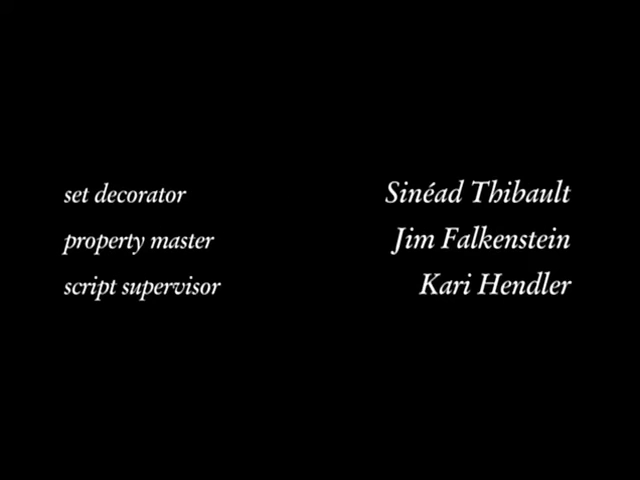 set decorator Sinéad Thibault
property master Jim Falkenstein
script supervisor Kari Hendler